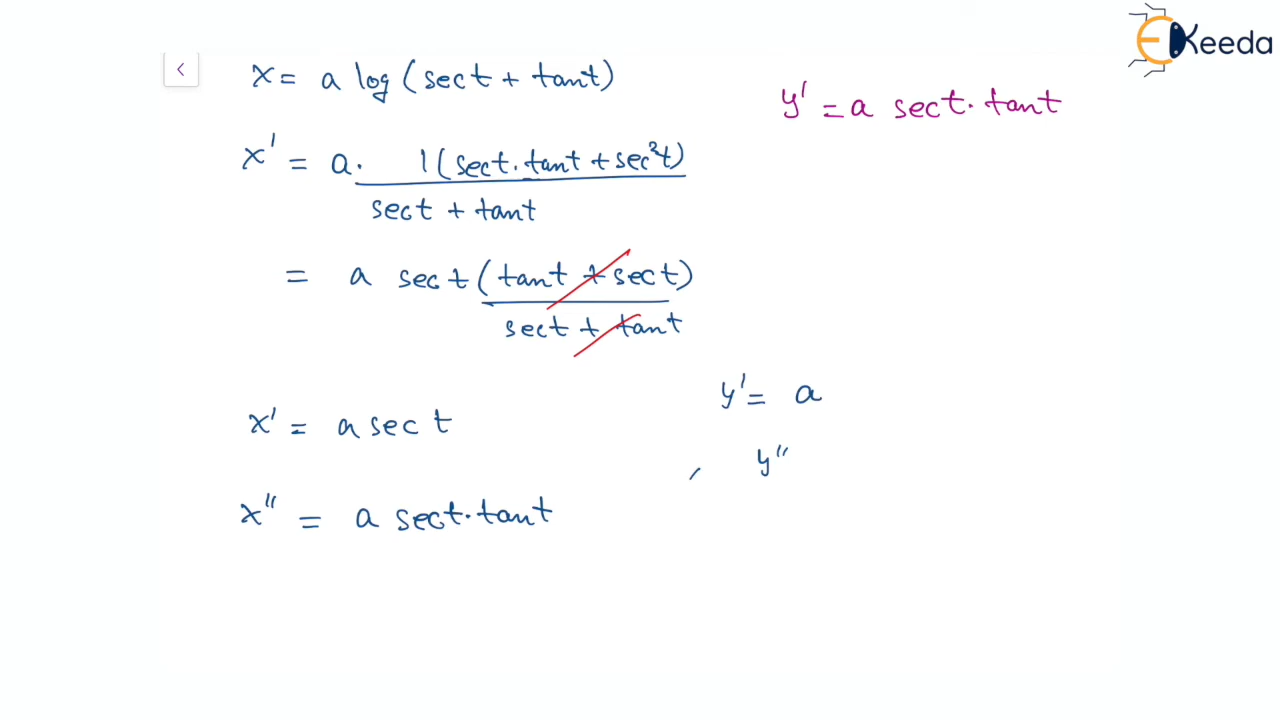 EKeeda
x = a log (sect + tant)
y' = a sect. tant
x' = a. 1 (sect. tant + sec²t)
sect + tant
= a sect (tant + sect)
sect + tant
y' = a
x' = a sec t
, y"
x" = a sect. tant